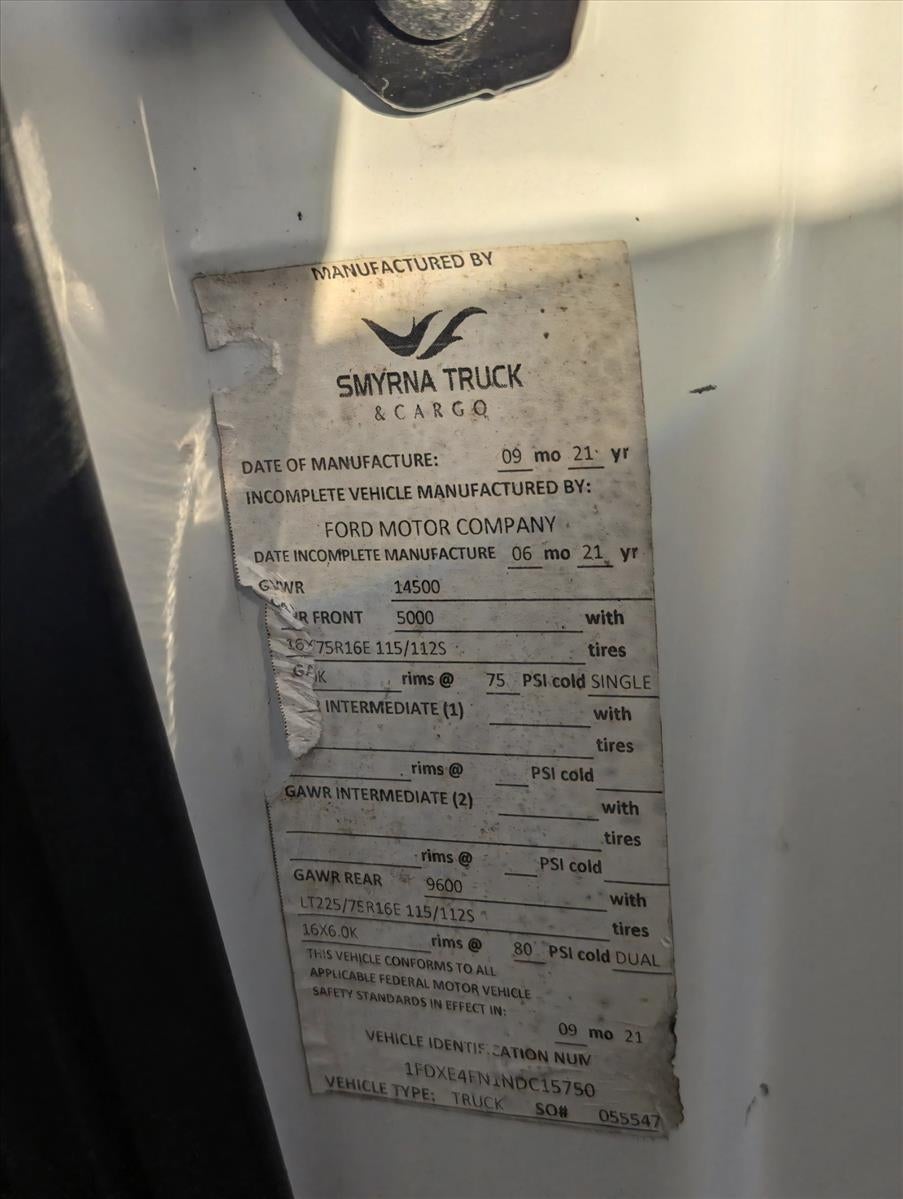 MANUFACTURED BY
SMYRNA TRUCK
& CARGO
DATE OF MANUFACTURE: 09 mo 21 yr
INCOMPLETE VEHICLE MANUFACTURED BY:
FORD MOTOR COMPANY
DATE INCOMPLETE MANUFACTURE 06 mo 21 yr
GVWR 14500
FRONT 5000 with
75R16E 115/112S tires
rims @ 75 PSI cold SINGLE
INTERMEDIATE (1) with
tires
rims @ PSI cold
GAWR INTERMEDIATE (2) with
tires
rims @ PSI cold
GAWR REAR 9600 with
LT225/75R16E 115/112S tires
16X6.0K rims @ 80 PSI cold DUAL
THIS VEHICLE CONFORMS TO ALL
APPLICABLE FEDERAL MOTOR VEHICLE
SAFETY STANDARDS IN EFFECT IN:
09 mo 21
VEHICLE IDENTIFICATION NUM
1FDXE4FN1NDC15750
VEHICLE TYPE: TRUCK SO# 055547